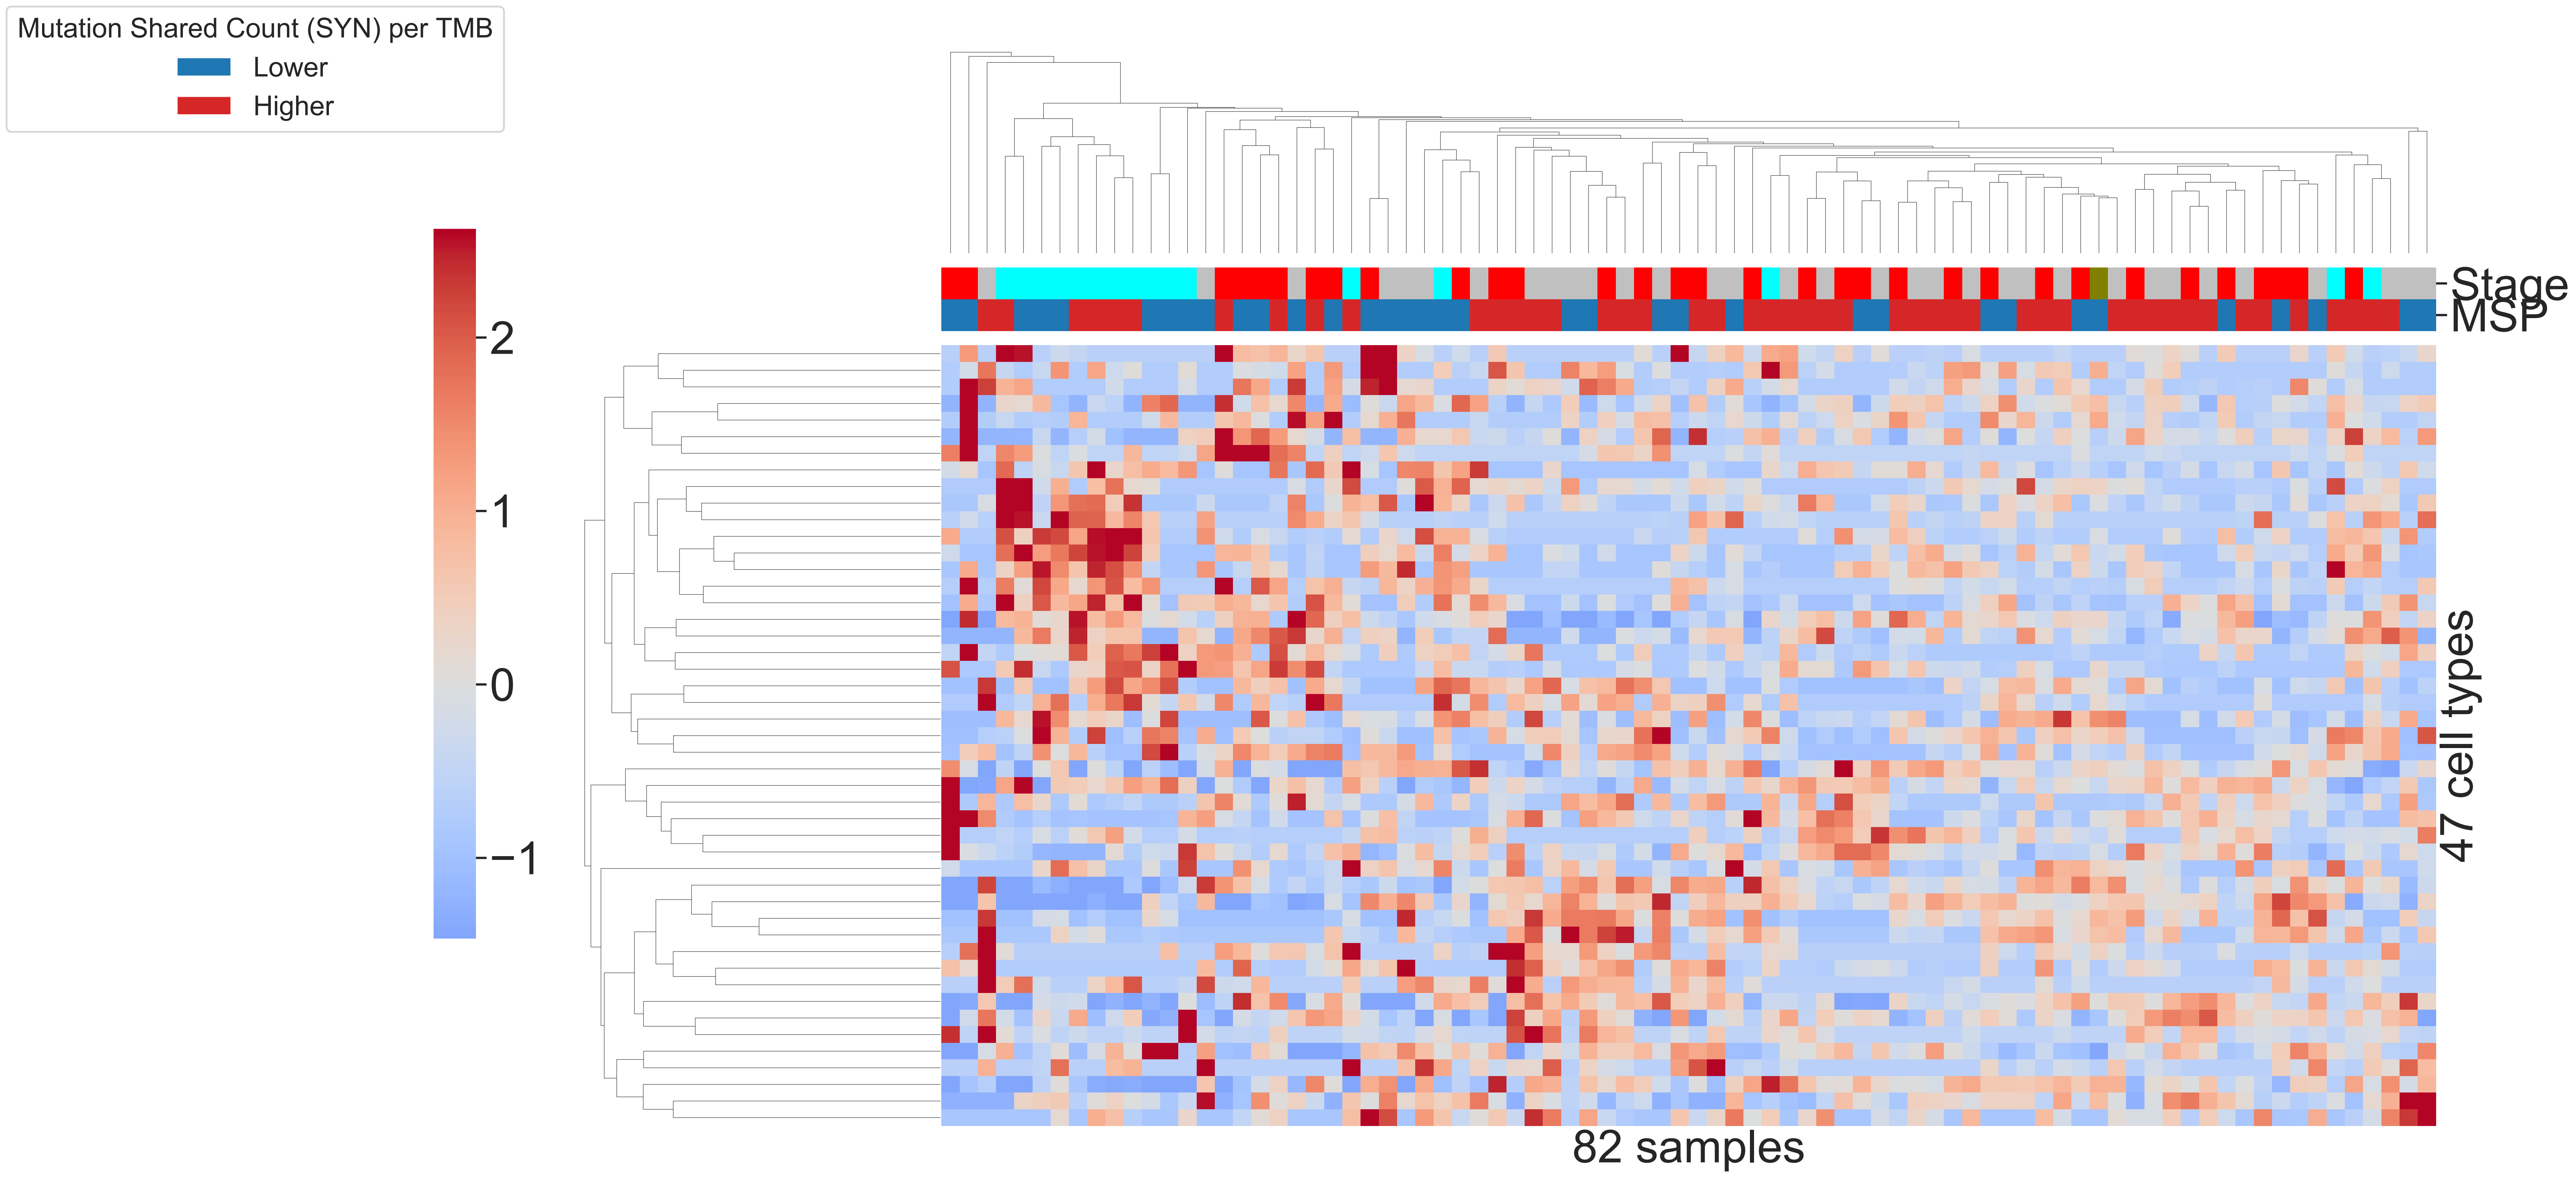 Mutation Shared Count (SYN) per TMB
Lower
Higher
Stage
MSP
2
1
0
−1
47 cell types
82 samples